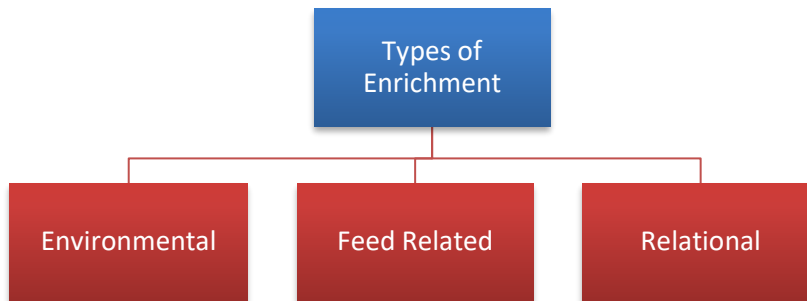 Types of
Enrichment
Environmental
Feed Related
Relational